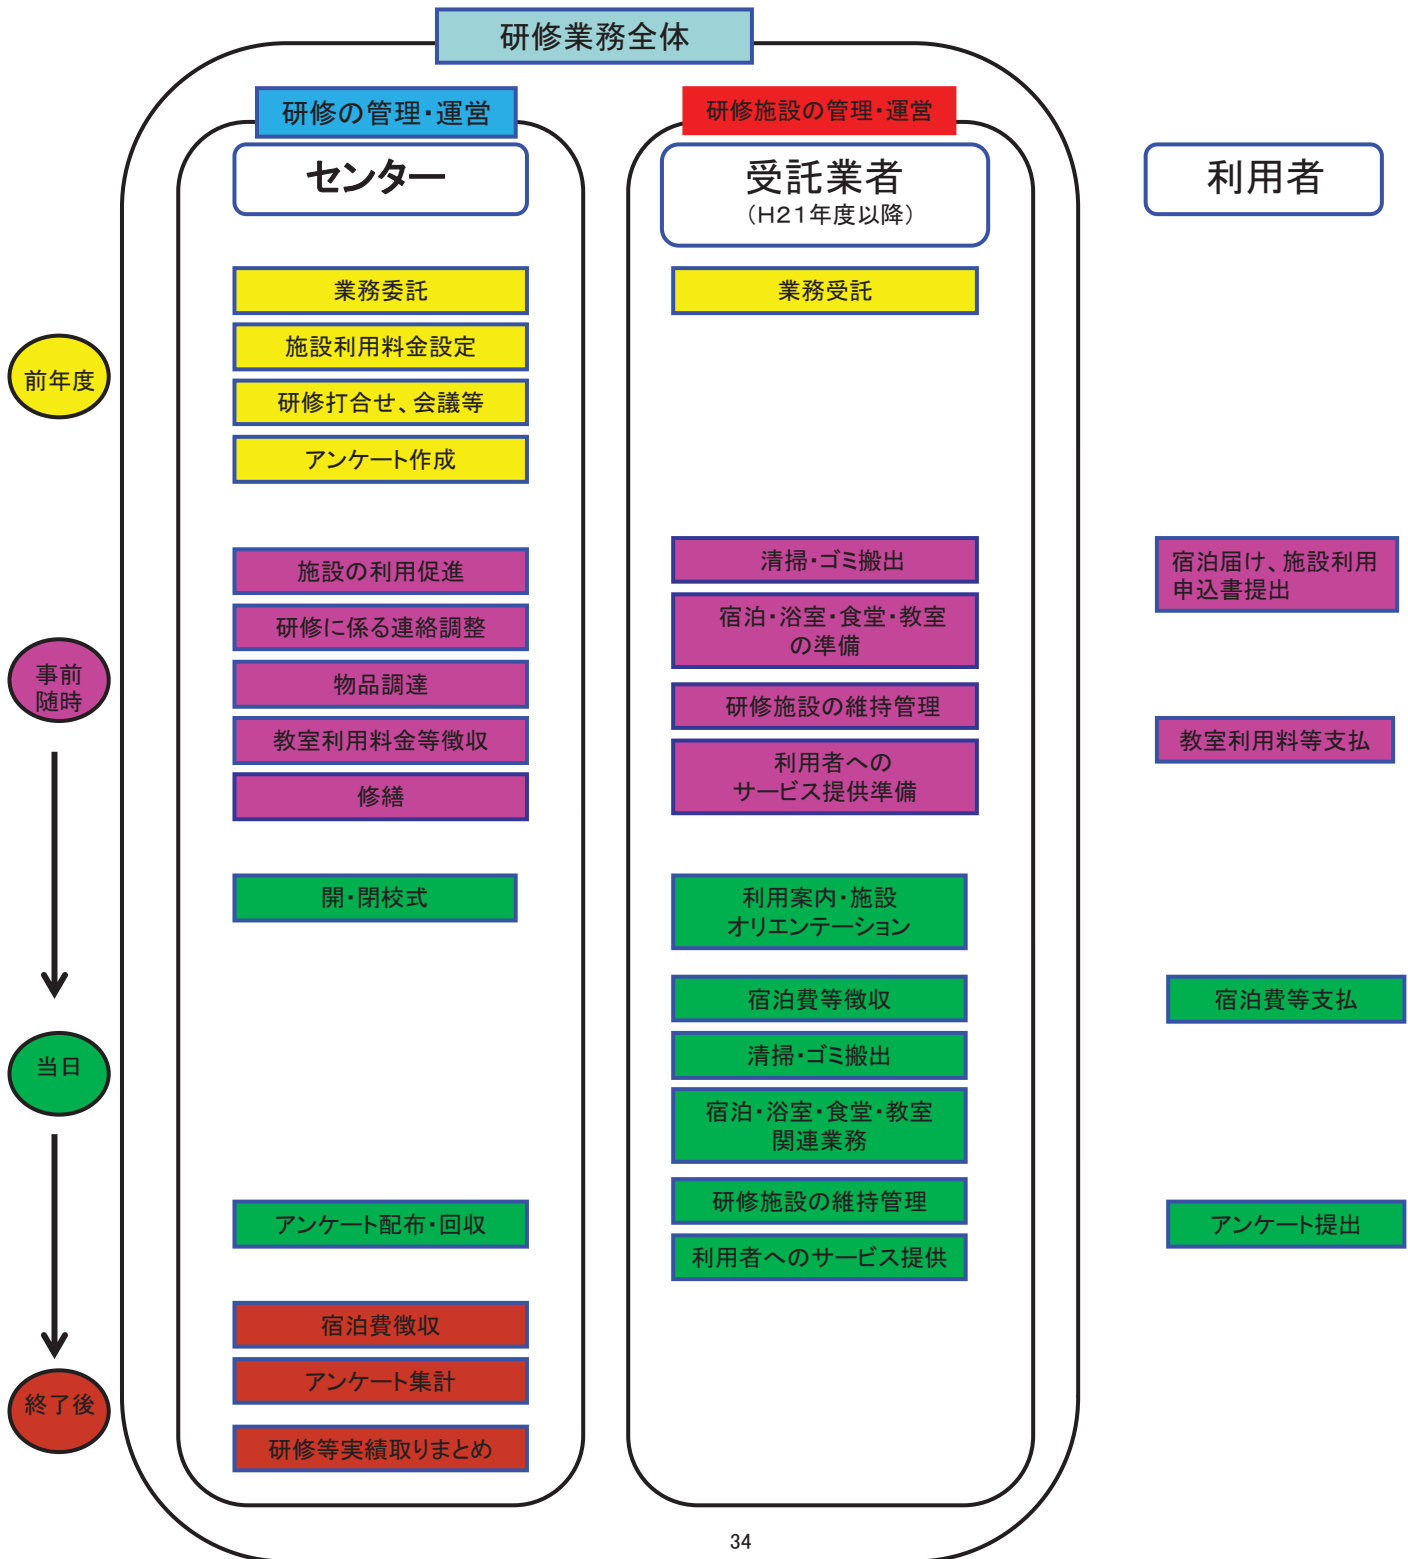 研修業務全体
研修の管理・運営
研修施設の管理・運営
センター
受託業者
（H21年度以降）
利用者
前年度
業務委託
施設利用料金設定
研修打合せ、会議等
アンケート作成
業務受託
事前
随時
施設の利用促進
研修に係る連絡調整
物品調達
教室利用料金等徴収
修繕
清掃・ゴミ搬出
宿泊・浴室・食堂・教室
の準備
研修施設の維持管理
利用者への
サービス提供準備
宿泊届け、施設利用
申込書提出
教室利用料等支払
当日
開・閉校式
アンケート配布・回収
利用案内・施設
オリエンテーション
宿泊費等徴収
清掃・ゴミ搬出
宿泊・浴室・食堂・教室
関連業務
研修施設の維持管理
利用者へのサービス提供
宿泊費等支払
アンケート提出
終了後
宿泊費徴収
アンケート集計
研修等実績取りまとめ
34